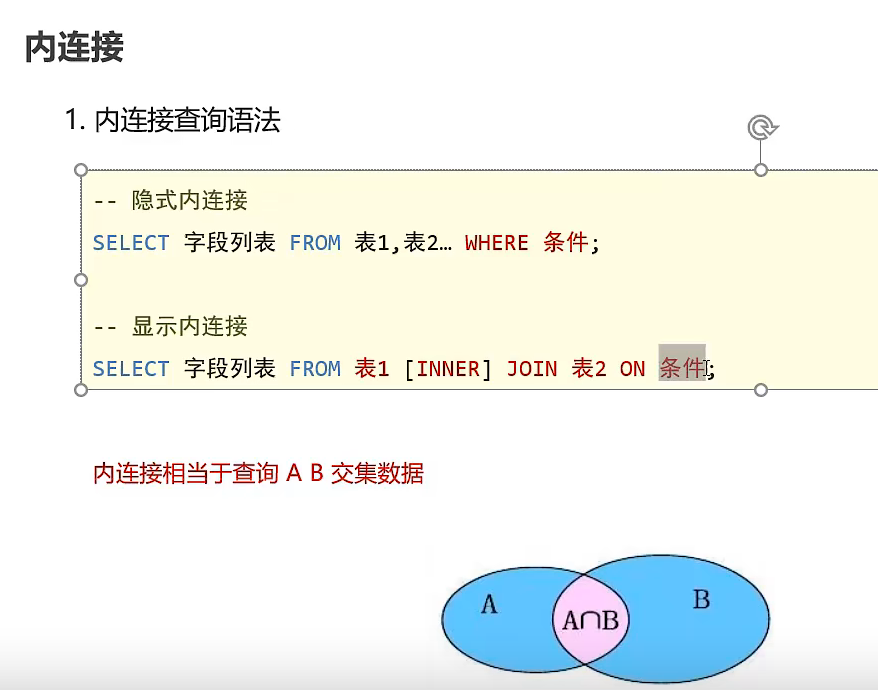 内连接
1. 内连接查询语法
-- 隐式内连接
SELECT 字段列表 FROM 表1,表2… WHERE 条件;
-- 显示内连接
SELECT 字段列表 FROM 表1 [INNER] JOIN 表2 ON 条件;
内连接相当于查询 A B 交集数据
A
A∩B
B